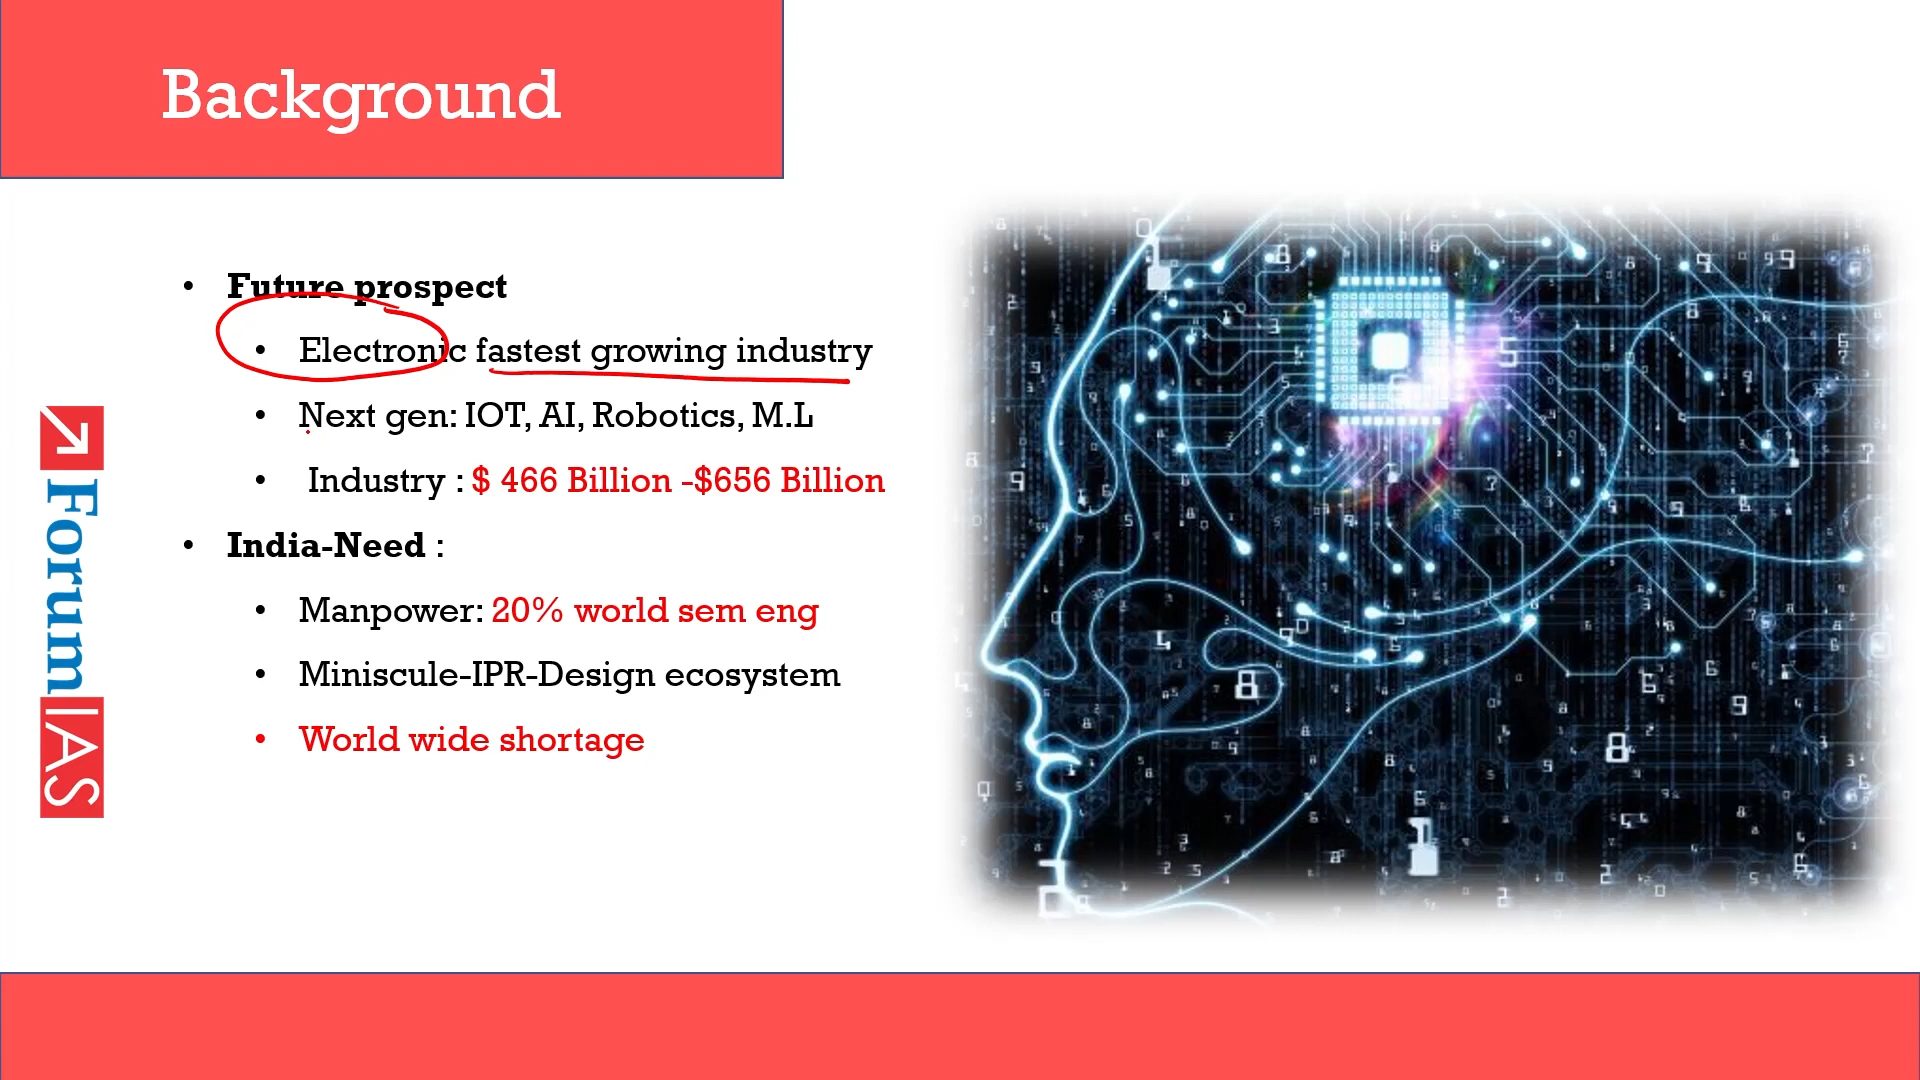 Background
• Future prospect
• Electronic fastest growing industry
• Next gen: IOT, AI, Robotics, M.L
• Industry : $ 466 Billion -$656 Billion
• India-Need :
• Manpower: 20% world sem eng
• Miniscule-IPR-Design ecosystem
• World wide shortage
ForumIAS